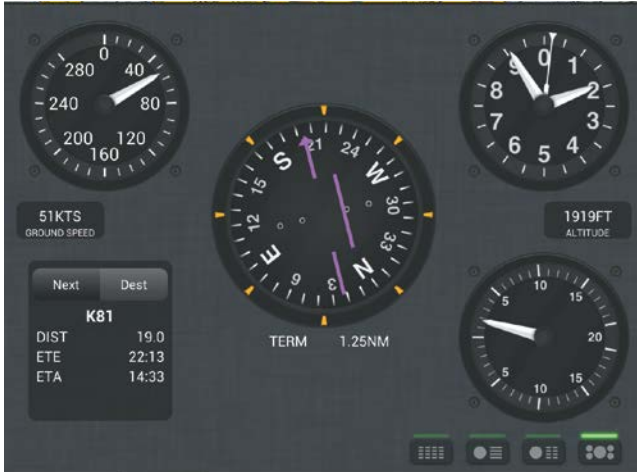 0
280 40
240 80
200 120
160
9 0 1
8 2
7 3
6 5 4
21 24
S W
15 30
12 33
E N
6 3
51KTS
GROUND SPEED
1919FT
ALTITUDE
Next Dest
K81
DIST 19.0
ETE 22:13
ETA 14:33
TERM 1.25NM
10
5 15
20
5 15
10